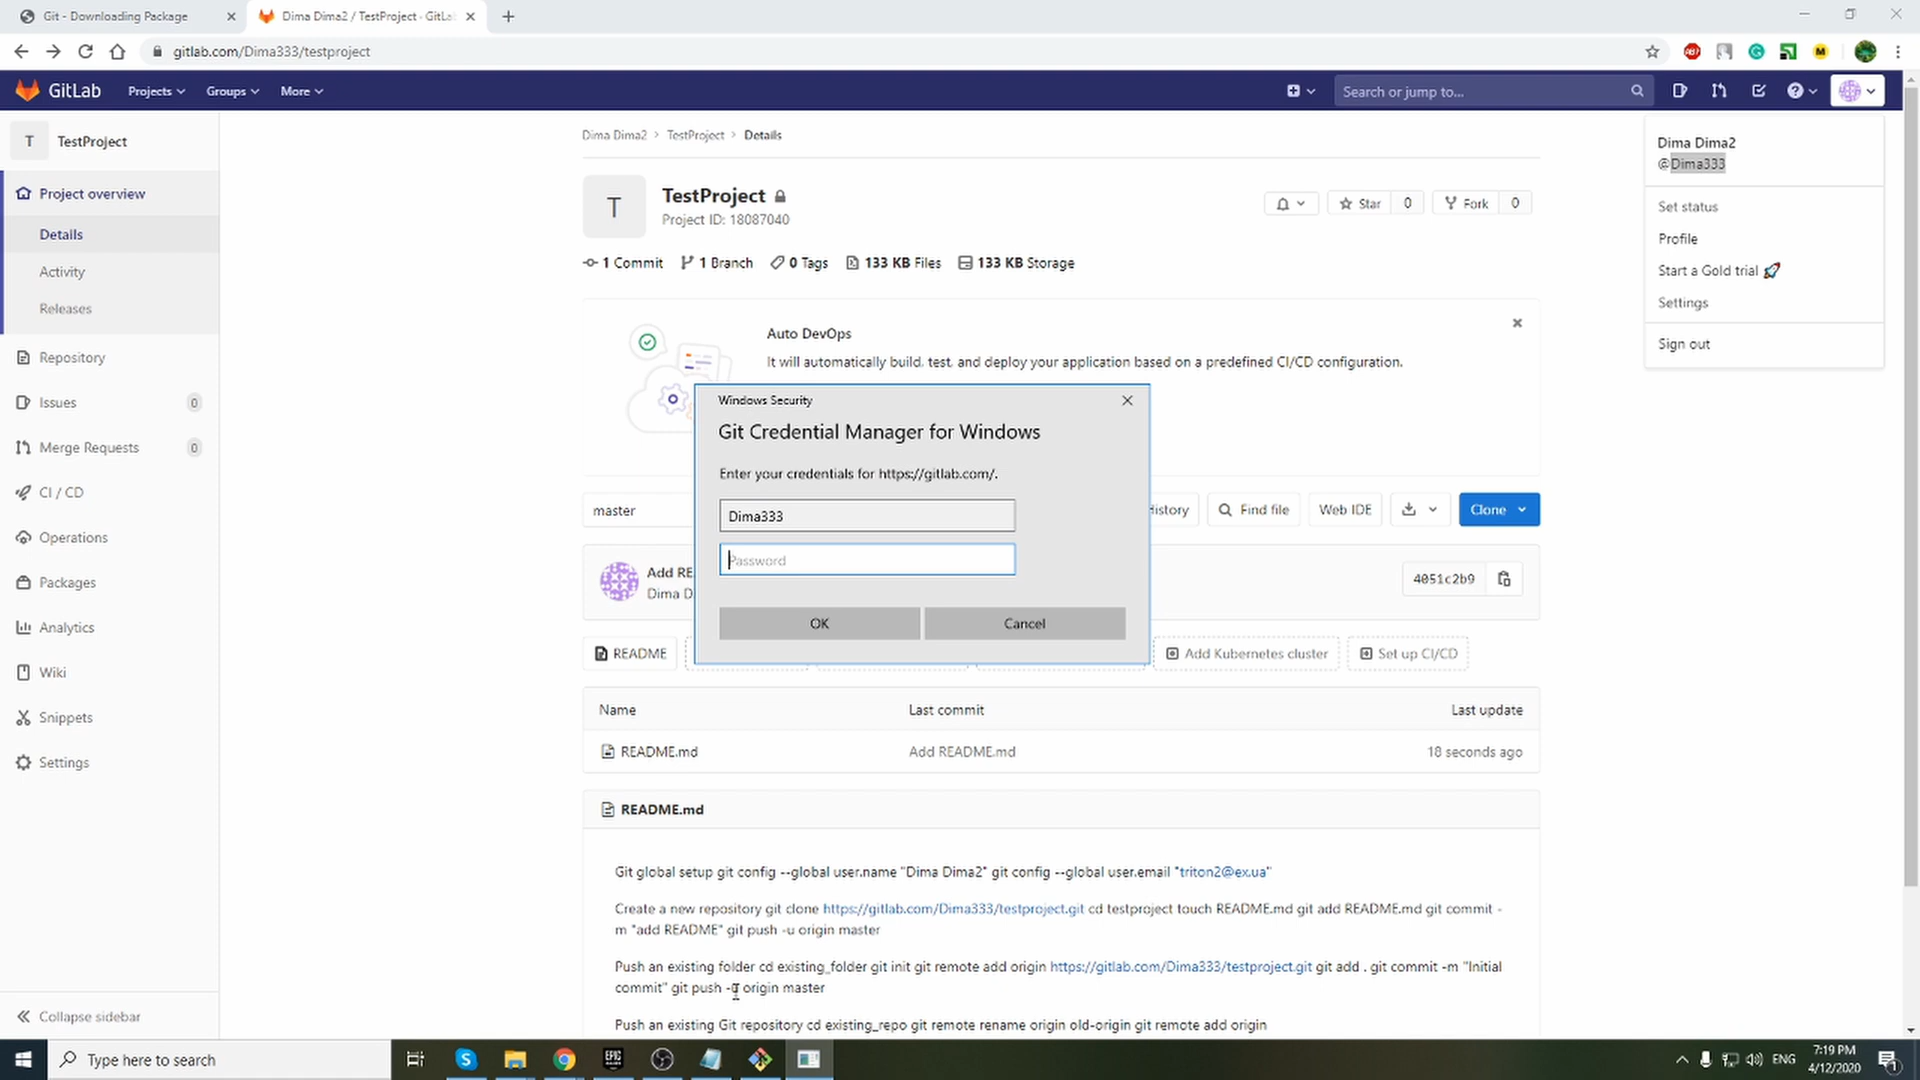 Git - Downloading Package
Dima Dima2 / TestProject · GitLab
gitlab.com/Dima333/testproject
ABP
M
GitLab
Projects
Groups
More
Search or jump to...
T
TestProject
Project overview
Details
Activity
Releases
Repository
Issues 0
Merge Requests 0
CI / CD
Operations
Packages
Analytics
Wiki
Snippets
Settings
Collapse sidebar
Dima Dima2 > TestProject > Details
T
TestProject
Project ID: 18087040
Star 0
Fork 0
1 Commit 1 Branch 0 Tags 133 KB Files 133 KB Storage
Auto DevOps
It will automatically build, test, and deploy your application based on a predefined CI/CD configuration.
Windows Security
Git Credential Manager for Windows
Enter your credentials for https://gitlab.com/.
Dima333
Password
OK
Cancel
master
History
Find file
Web IDE
Clone
Add RE
Dima D
4051c2b9
README
Add Kubernetes cluster
Set up CI/CD
Name Last commit Last update
README.md Add README.md 18 seconds ago
README.md
Git global setup git config --global user.name "Dima Dima2" git config --global user.email "triton2@ex.ua"
Create a new repository git clone https://gitlab.com/Dima333/testproject.git cd testproject touch README.md git add README.md git commit -
m "add README" git push -u origin master
Push an existing folder cd existing_folder git init git remote add origin https://gitlab.com/Dima333/testproject.git git add . git commit -m "Initial
commit" git push -u origin master
Push an existing Git repository cd existing_repo git remote rename origin old-origin git remote add origin
Dima Dima2
@Dima333
Set status
Profile
Start a Gold trial
Settings
Sign out
Type here to search
EPIC
ENG
7:19 PM
4/12/2020
1